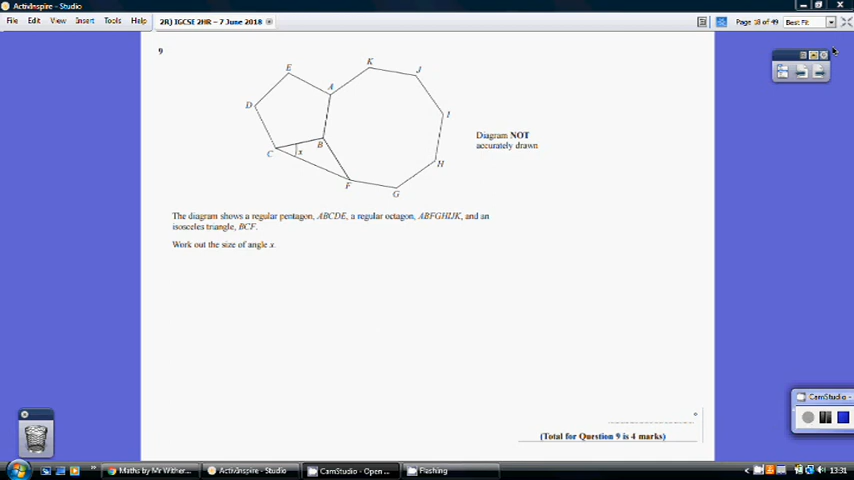 ActivInspire - Studio
File Edit View Insert Tools Help
2R) IGCSE 2HR – 7 June 2018
Page 18 of 49
Best Fit
9
E
K
J
A
D
I
B
C
x
H
F
G
Diagram NOT
accurately drawn
The diagram shows a regular pentagon, ABCDE, a regular octagon, ABFGHIJK, and an
isosceles triangle, BCF.
Work out the size of angle x.
°
(Total for Question 9 is 4 marks)
CamStudio -
Maths by Mr Wither... ActivInspire - Studio CamStudio - Open ... Flashing 13:31